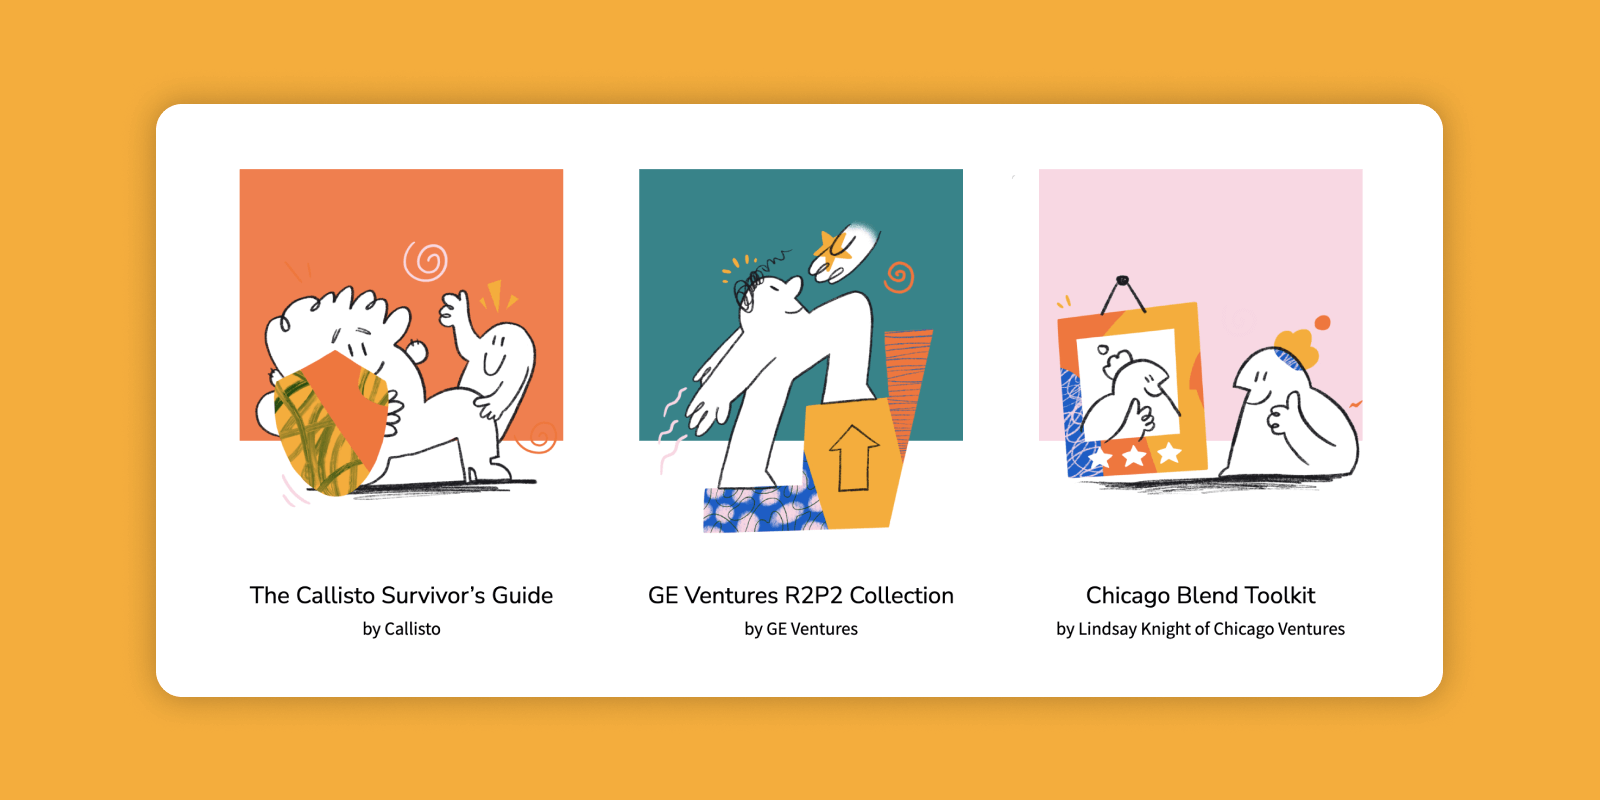 The Callisto Survivor’s Guide
by Callisto
GE Ventures R2P2 Collection
by GE Ventures
Chicago Blend Toolkit
by Lindsay Knight of Chicago Ventures